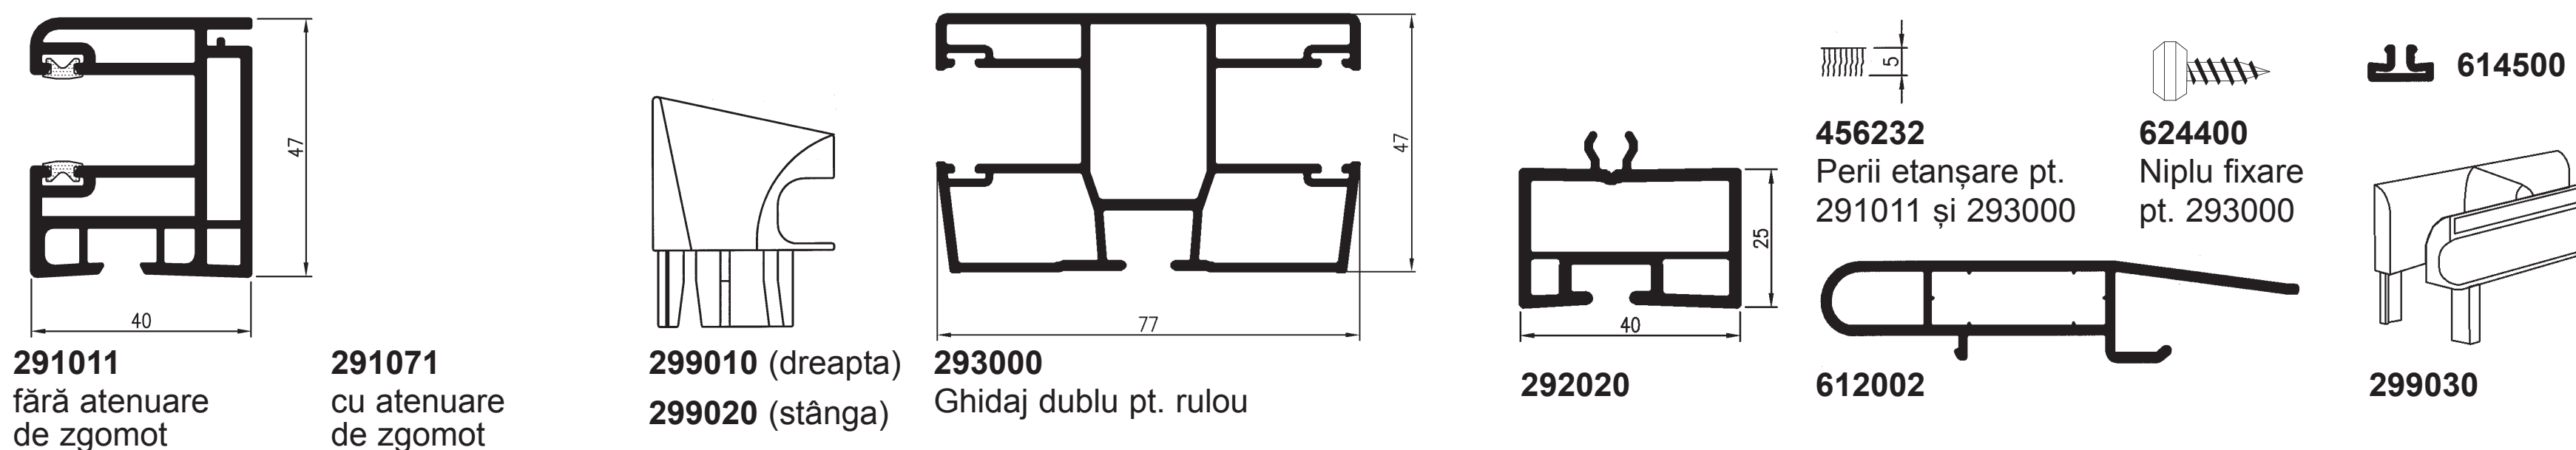 47
40
291011
fără atenuare
de zgomot
291071
cu atenuare
de zgomot
299010 (dreapta)
299020 (stânga)
47
77
293000
Ghidaj dublu pt. rulou
25
40
292020
5
456232
Perii etanșare pt.
291011 și 293000
612002
624400
Niplu fixare
pt. 293000
614500
299030